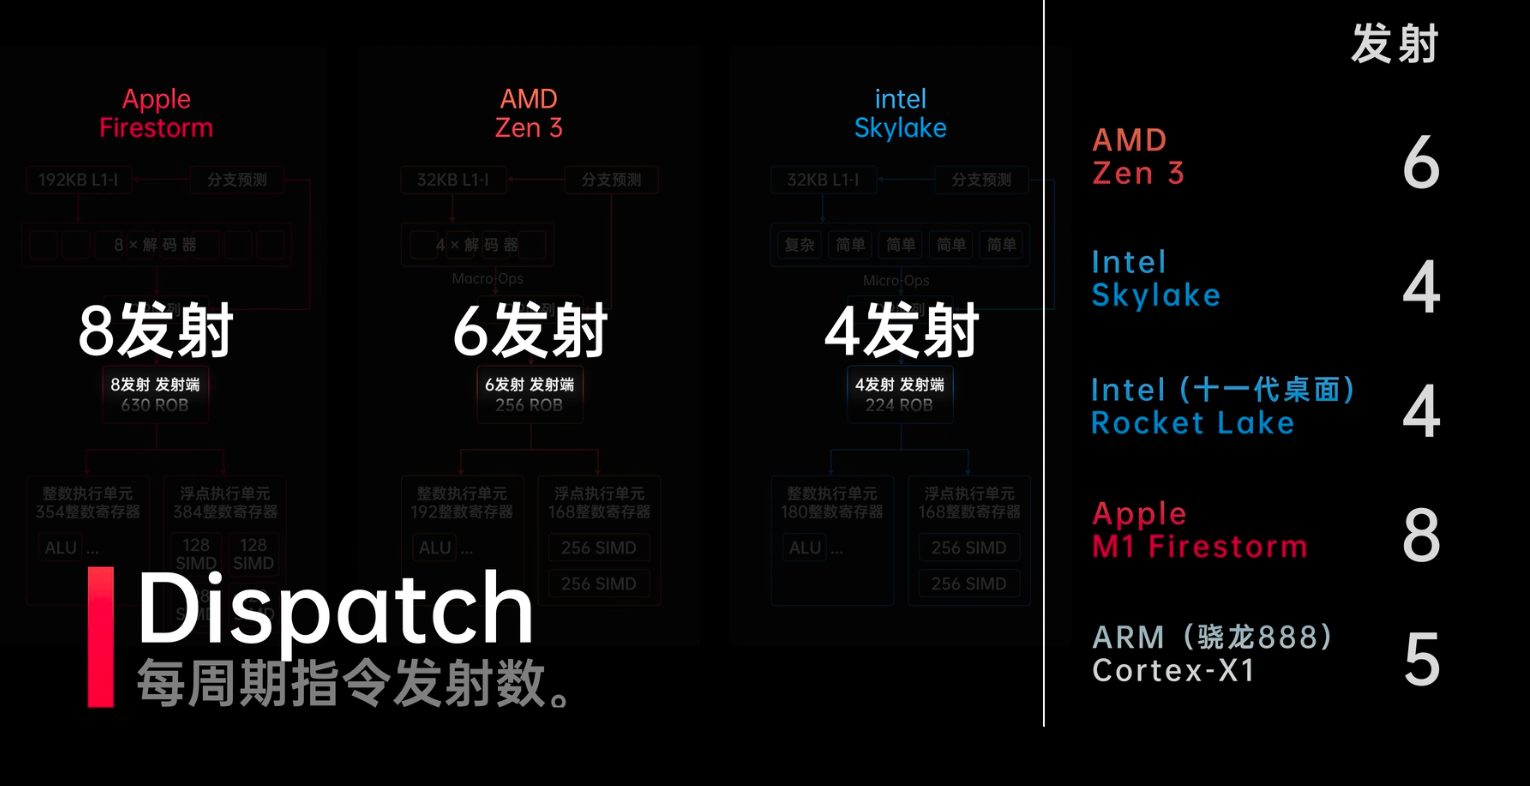 Apple
Firestorm
192KB L1-I
分支预测
8 × 解 码 器
8发射
8发射 发射端
630 ROB
整数执行单元
354整数寄存器
ALU ...
浮点执行单元
384整数寄存器
128
SIMD
128
SIMD
AMD
Zen 3
32KB L1-I
分支预测
4 × 解 码 器
Macro-Ops
6发射
6发射 发射端
256 ROB
整数执行单元
192整数寄存器
ALU ...
浮点执行单元
168整数寄存器
256 SIMD
256 SIMD
intel
Skylake
32KB L1-I
分支预测
复杂
简单
简单
简单
简单
Micro-Ops
4发射
4发射 发射端
224 ROB
整数执行单元
180整数寄存器
ALU ...
浮点执行单元
168整数寄存器
256 SIMD
256 SIMD
Dispatch
每周期指令发射数。
发射
AMD
Zen 3
6
Intel
Skylake
4
Intel (十一代桌面)
Rocket Lake
4
Apple
M1 Firestorm
8
ARM（骁龙888）
Cortex-X1
5